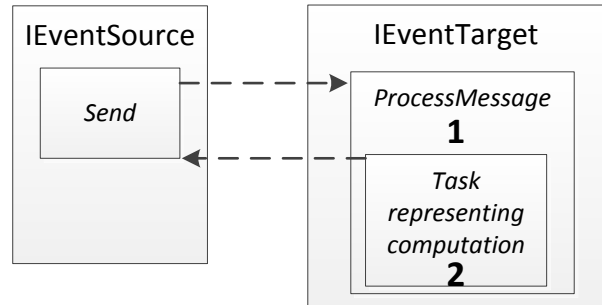 IEventSource
Send
IEventTarget
ProcessMessage
1
Task
representing
computation
2